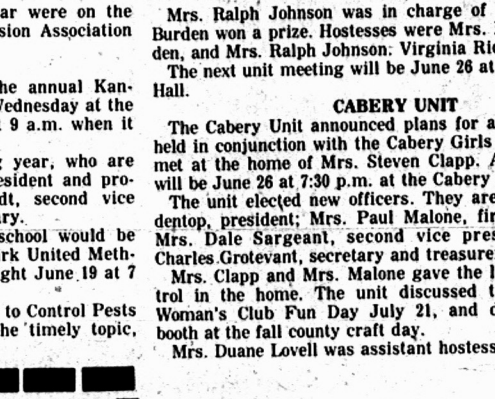 ar were on the
sion Association
he annual Kan-
Wednesday at the
9 a.m. when it
year, who are
esident and pro-
dt, second vice
ry.
school would be
rk United Meth-
ght June 19 at 7
to Control Pests
he timely topic,
Mrs. Ralph Johnson was in charge of
Burden won a prize. Hostesses were Mrs.
den, and Mrs. Ralph Johnson. Virginia Ric
The next unit meeting will be June 26 at
Hall.
CABERY UNIT
The Cabery Unit announced plans for a
held in conjunction with the Cabery Girls
met at the home of Mrs. Steven Clapp. A
will be June 26 at 7:30 p.m. at the Cabery
The unit elected new officers. They are
dentop, president; Mrs. Paul Malone, fir
Mrs. Dale Sargeant, second vice pres
Charles Grotevant, secretary and treasure
Mrs. Clapp and Mrs. Malone gave the l
trol in the home. The unit discussed t
Woman's Club Fun Day July 21, and d
booth at the fall county craft day.
Mrs. Duane Lovell was assistant hostess